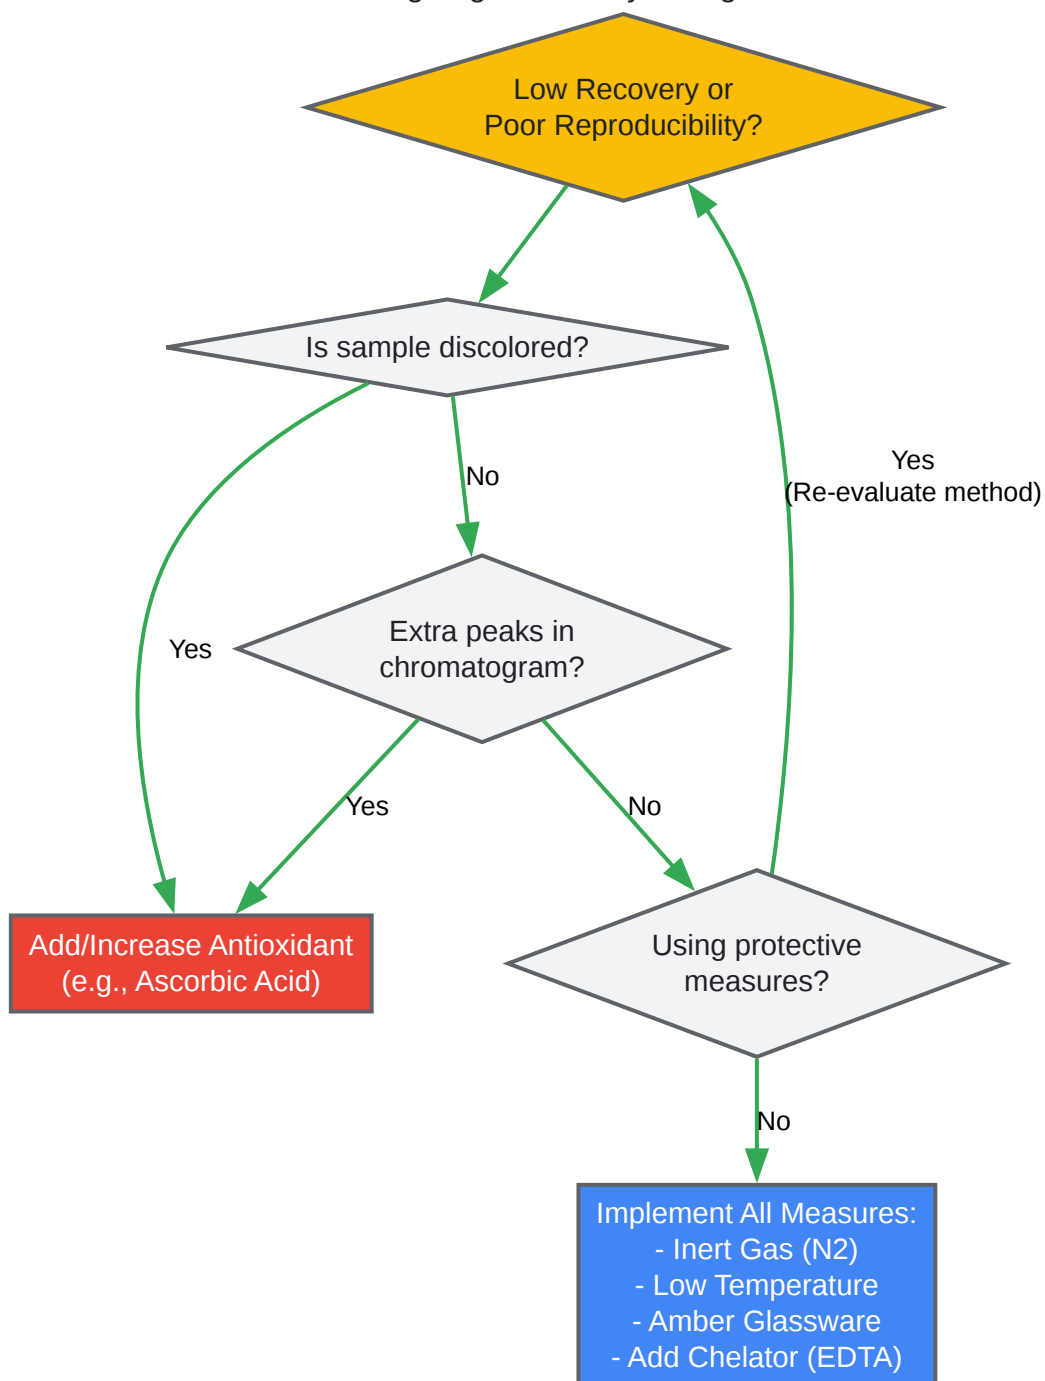 Low Recovery or
Poor Reproducibility?
Is sample discolored?
No
Yes
(Re-evaluate method)
Extra peaks in
chromatogram?
Yes
Yes
No
Add/Increase Antioxidant
(e.g., Ascorbic Acid)
Using protective
measures?
No
Implement All Measures:
- Inert Gas (N2)
- Low Temperature
- Amber Glassware
- Add Chelator (EDTA)